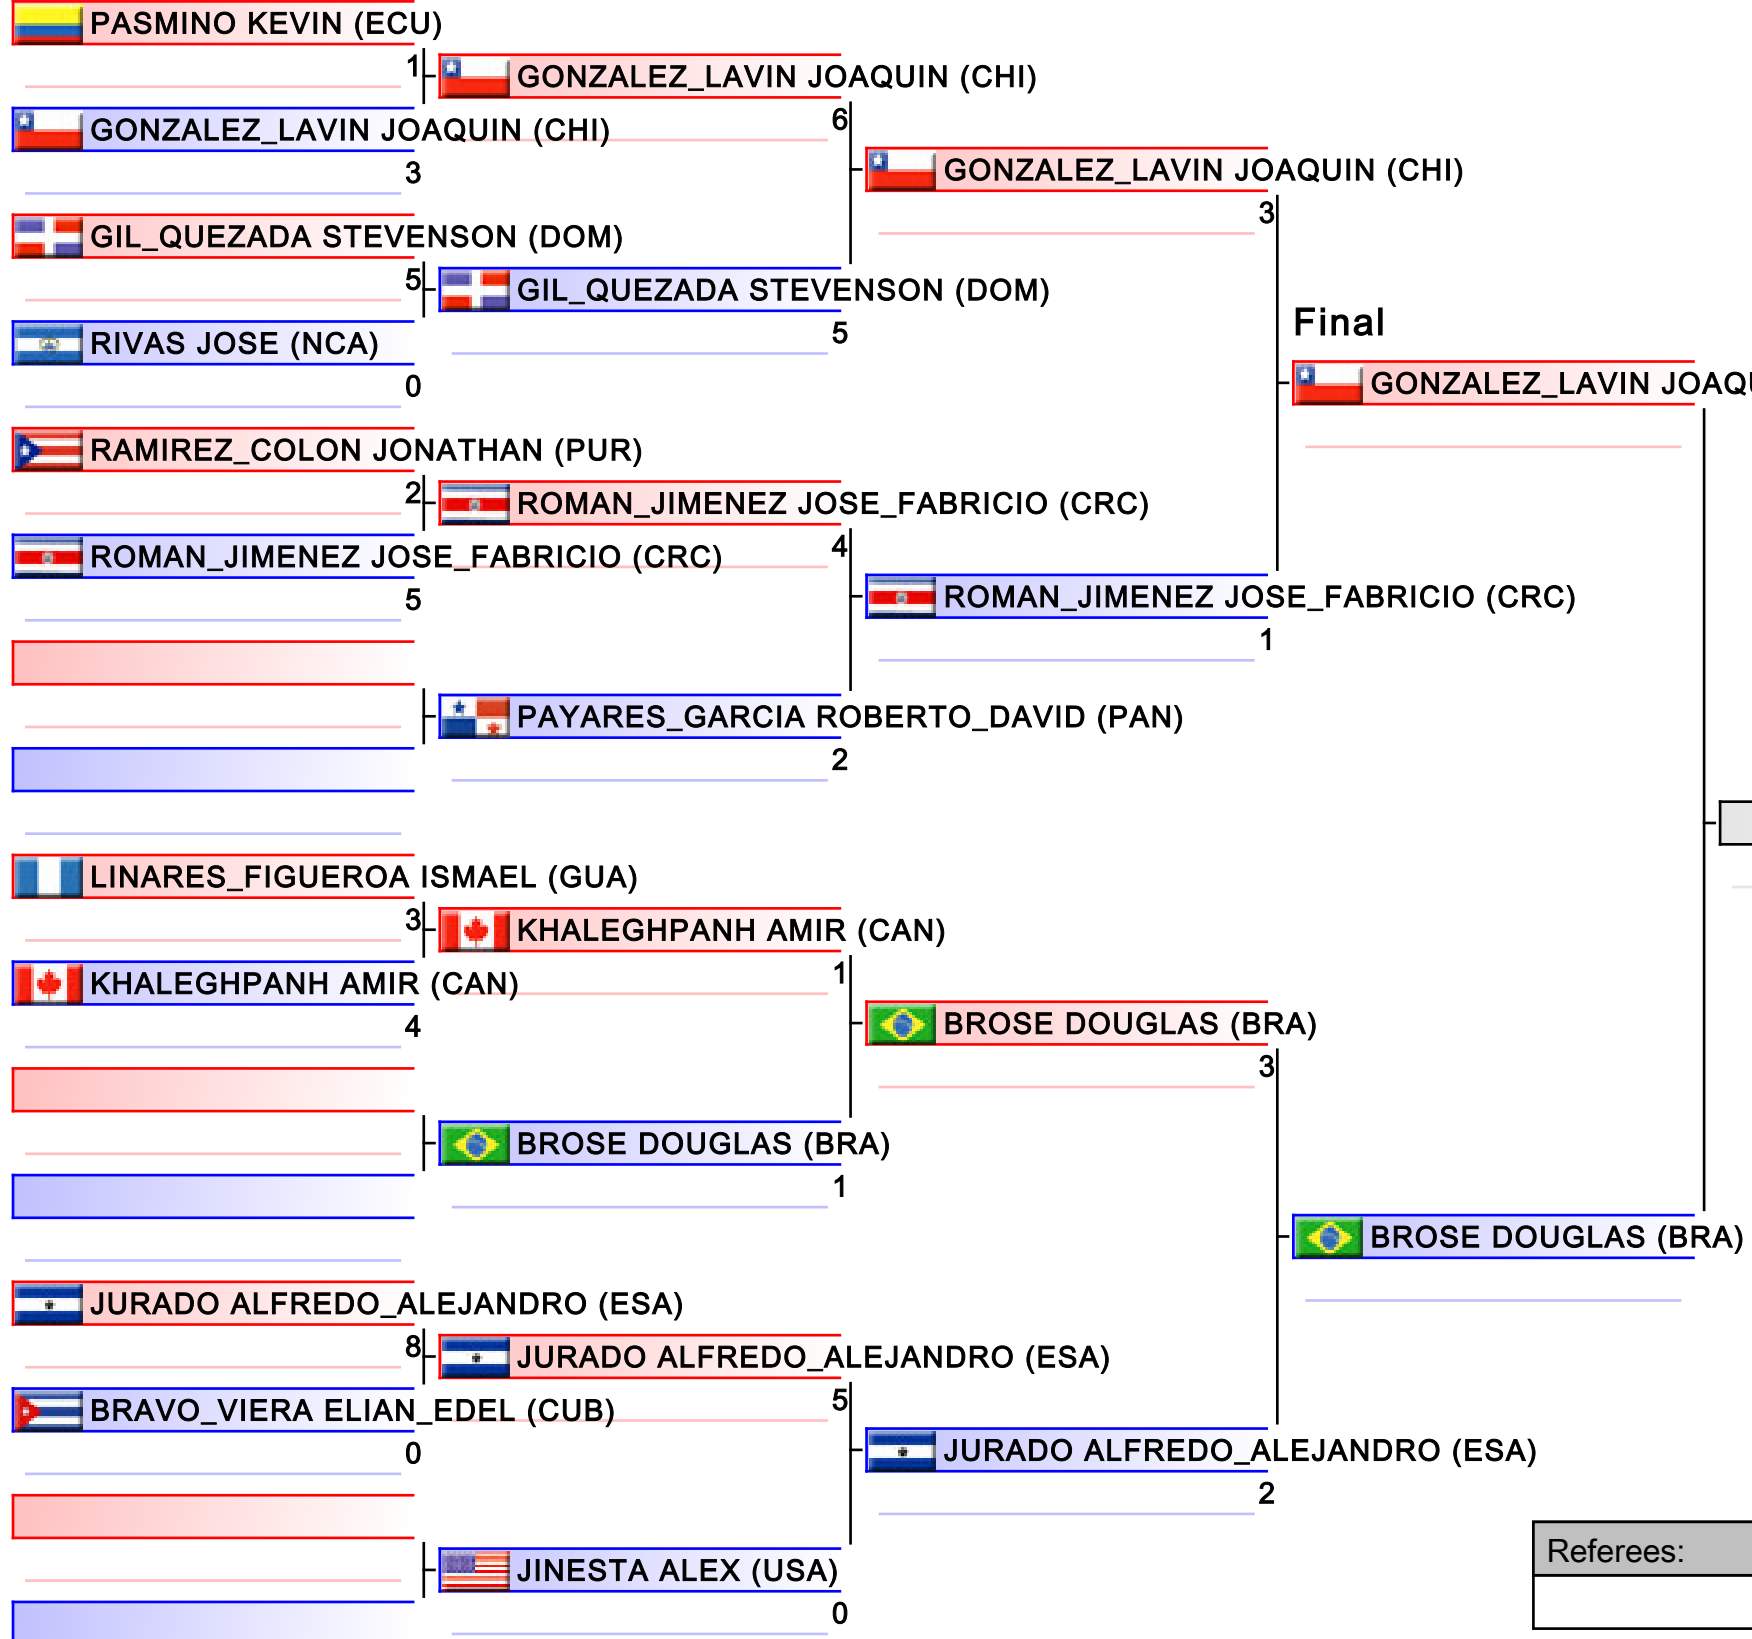 PASMINO KEVIN (ECU)
1
GONZALEZ_LAVIN JOAQUIN (CHI)
3
GIL_QUEZADA STEVENSON (DOM)
5
RIVAS JOSE (NCA)
0
RAMIREZ_COLON JONATHAN (PUR)
2
ROMAN_JIMENEZ JOSE_FABRICIO (CRC)
5
LINARES_FIGUEROA ISMAEL (GUA)
3
KHALEGHPANH AMIR (CAN)
4
JURADO ALFREDO_ALEJANDRO (ESA)
8
BRAVO_VIERA ELIAN_EDEL (CUB)
0
GONZALEZ_LAVIN JOAQUIN (CHI)
6
GIL_QUEZADA STEVENSON (DOM)
5
ROMAN_JIMENEZ JOSE_FABRICIO (CRC)
4
PAYARES_GARCIA ROBERTO_DAVID (PAN)
2
KHALEGHPANH AMIR (CAN)
1
BROSE DOUGLAS (BRA)
1
JURADO ALFREDO_ALEJANDRO (ESA)
5
JINESTA ALEX (USA)
0
GONZALEZ_LAVIN JOAQUIN (CHI)
3
ROMAN_JIMENEZ JOSE_FABRICIO (CRC)
1
BROSE DOUGLAS (BRA)
3
JURADO ALFREDO_ALEJANDRO (ESA)
2
Final
GONZALEZ_LAVIN JOAQ
BROSE DOUGLAS (BRA)
Referees: